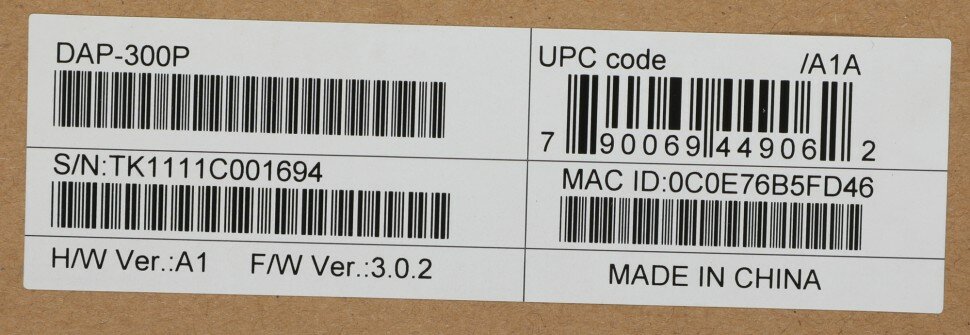 DAP-300P
S/N:TK1111C001694
H/W Ver.:A1 F/W Ver.:3.0.2
UPC code /A1A
7 90069 44906 2
MAC ID:0C0E76B5FD46
MADE IN CHINA